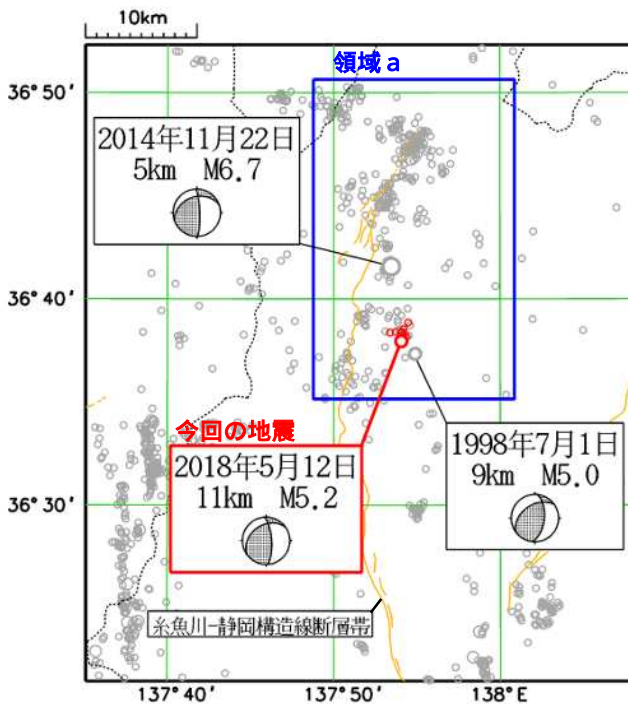 10km
領域a
36°50′
2014年11月22日
5km M6.7
36°40′
今回の地震
2018年5月12日
11km M5.2
1998年7月1日
9km M5.0
36°30′
糸魚川-静岡構造線断層帯
137°40′ 137°50′ 138°E